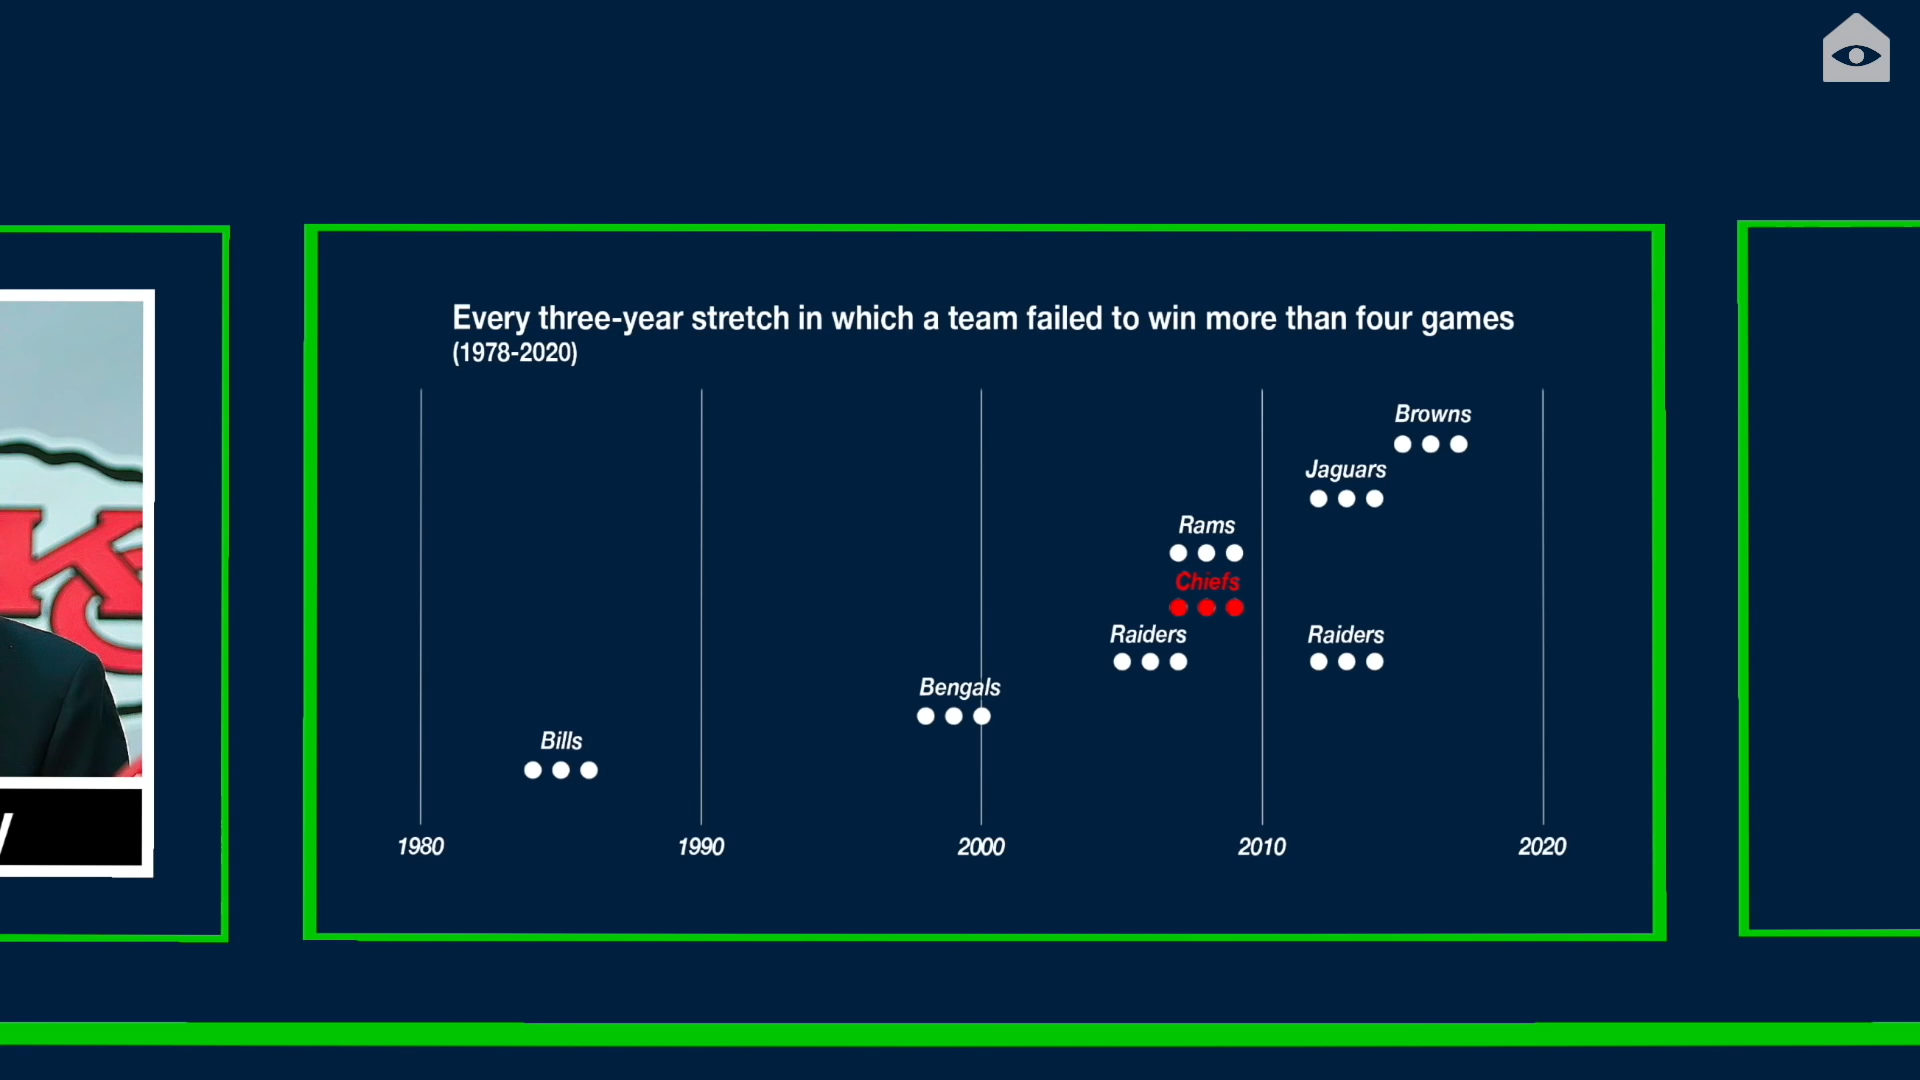 Every three-year stretch in which a team failed to win more than four games
(1978-2020)
Browns
Jaguars
Rams
Chiefs
Raiders Raiders
Bengals
Bills
1980 1990 2000 2010 2020